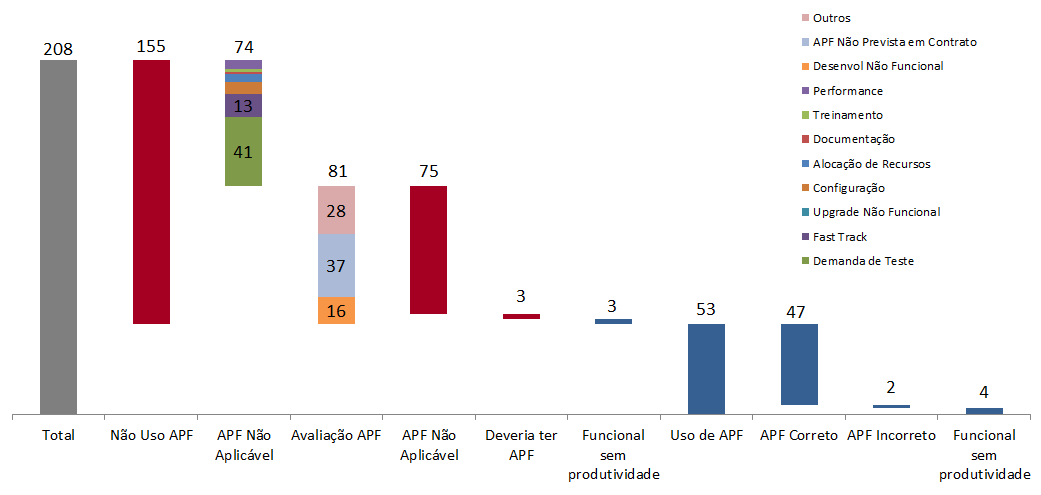 208
155
74
13
41
81
28
37
16
75
3
3
53
47
2
4
Outros
APF Não Prevista em Contrato
Desenvol Não Funcional
Performance
Treinamento
Documentação
Alocação de Recursos
Configuração
Upgrade Não Funcional
Fast Track
Demanda de Teste
Total
Não Uso APF
APF Não
Aplicável
Avaliação APF
APF Não
Aplicável
Deveria ter
APF
Funcional
sem
produtividade
Uso de APF
APF Correto
APF Incorreto
Funcional
sem
produtividade